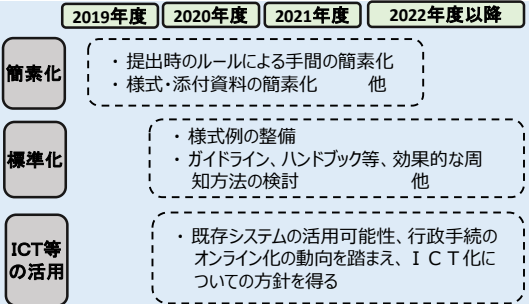 2019年度 2020年度 2021年度 2022年度以降
簡素化
・提出時のルールによる手間の簡素化
・様式・添付資料の簡素化 他
標準化
・様式例の整備
・ガイドライン、ハンドブック等、効果的な周
知方法の検討 他
ICT等
の活用
・既存システムの活用可能性、行政手続の
オンライン化の動向を踏まえ、ＩＣＴ化に
ついての方針を得る